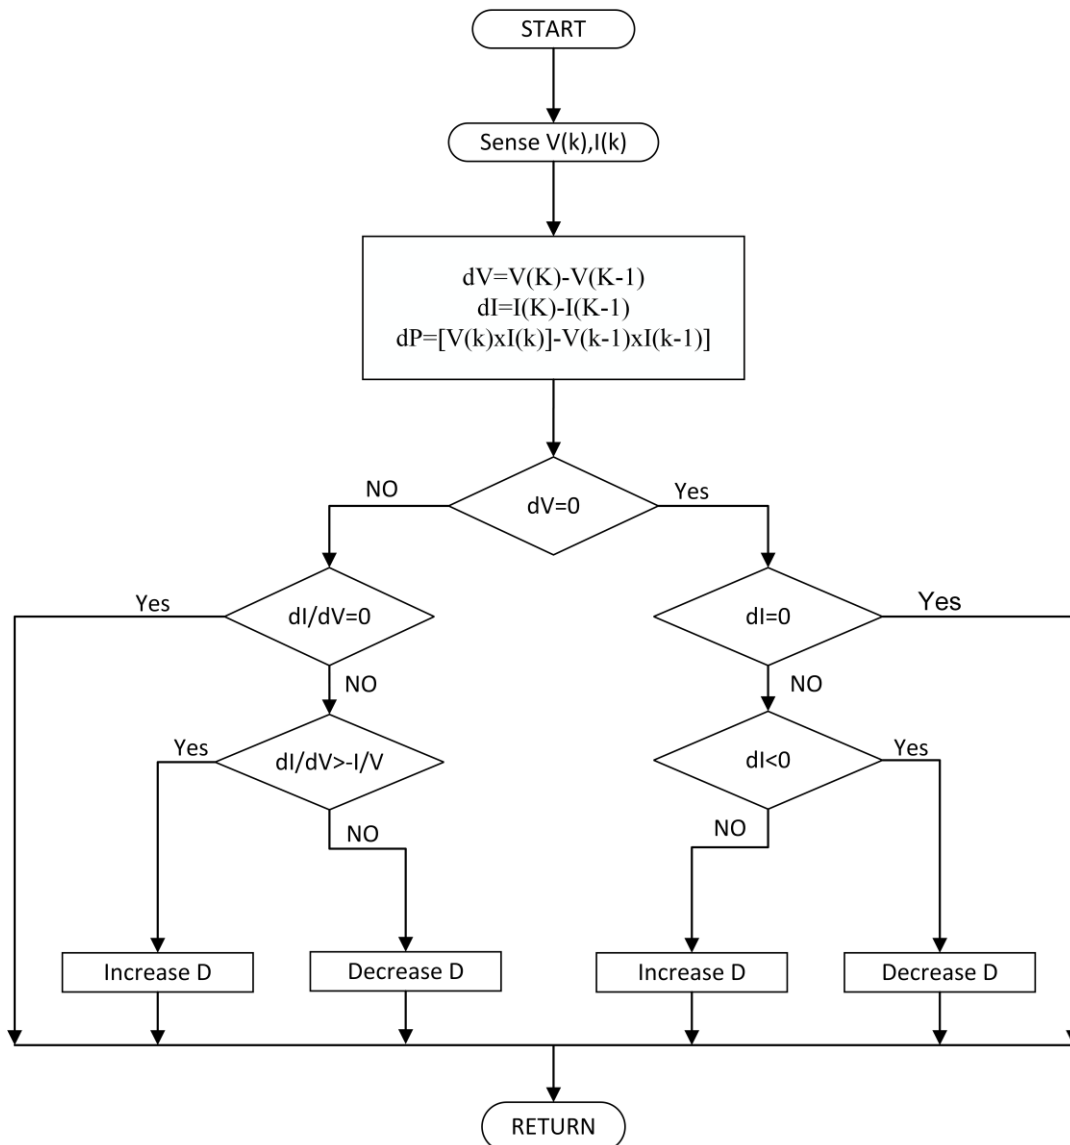 START
Sense V(k),I(k)
dV=V(K)-V(K-1)
dI=I(K)-I(K-1)
dP=[V(k)xI(k)]-V(k-1)xI(k-1)]
NO
Yes
dV=0
Yes
dI/dV=0
dI=0
Yes
NO
NO
Yes
dI/dV>-I/V
dI<0
Yes
NO
NO
Increase D
Decrease D
Increase D
Decrease D
RETURN